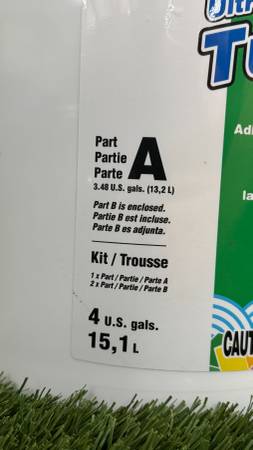 Part
Partie
Parte
A
3.48 U.S. gals. (13,2 L)
Part B is enclosed.
Partie B est incluse.
Parte B es adjunta.
Kit / Trousse
1 x Part / Partie / Parte A
2 x Part / Partie / Parte B
4 U.S. gals.
15,1 L